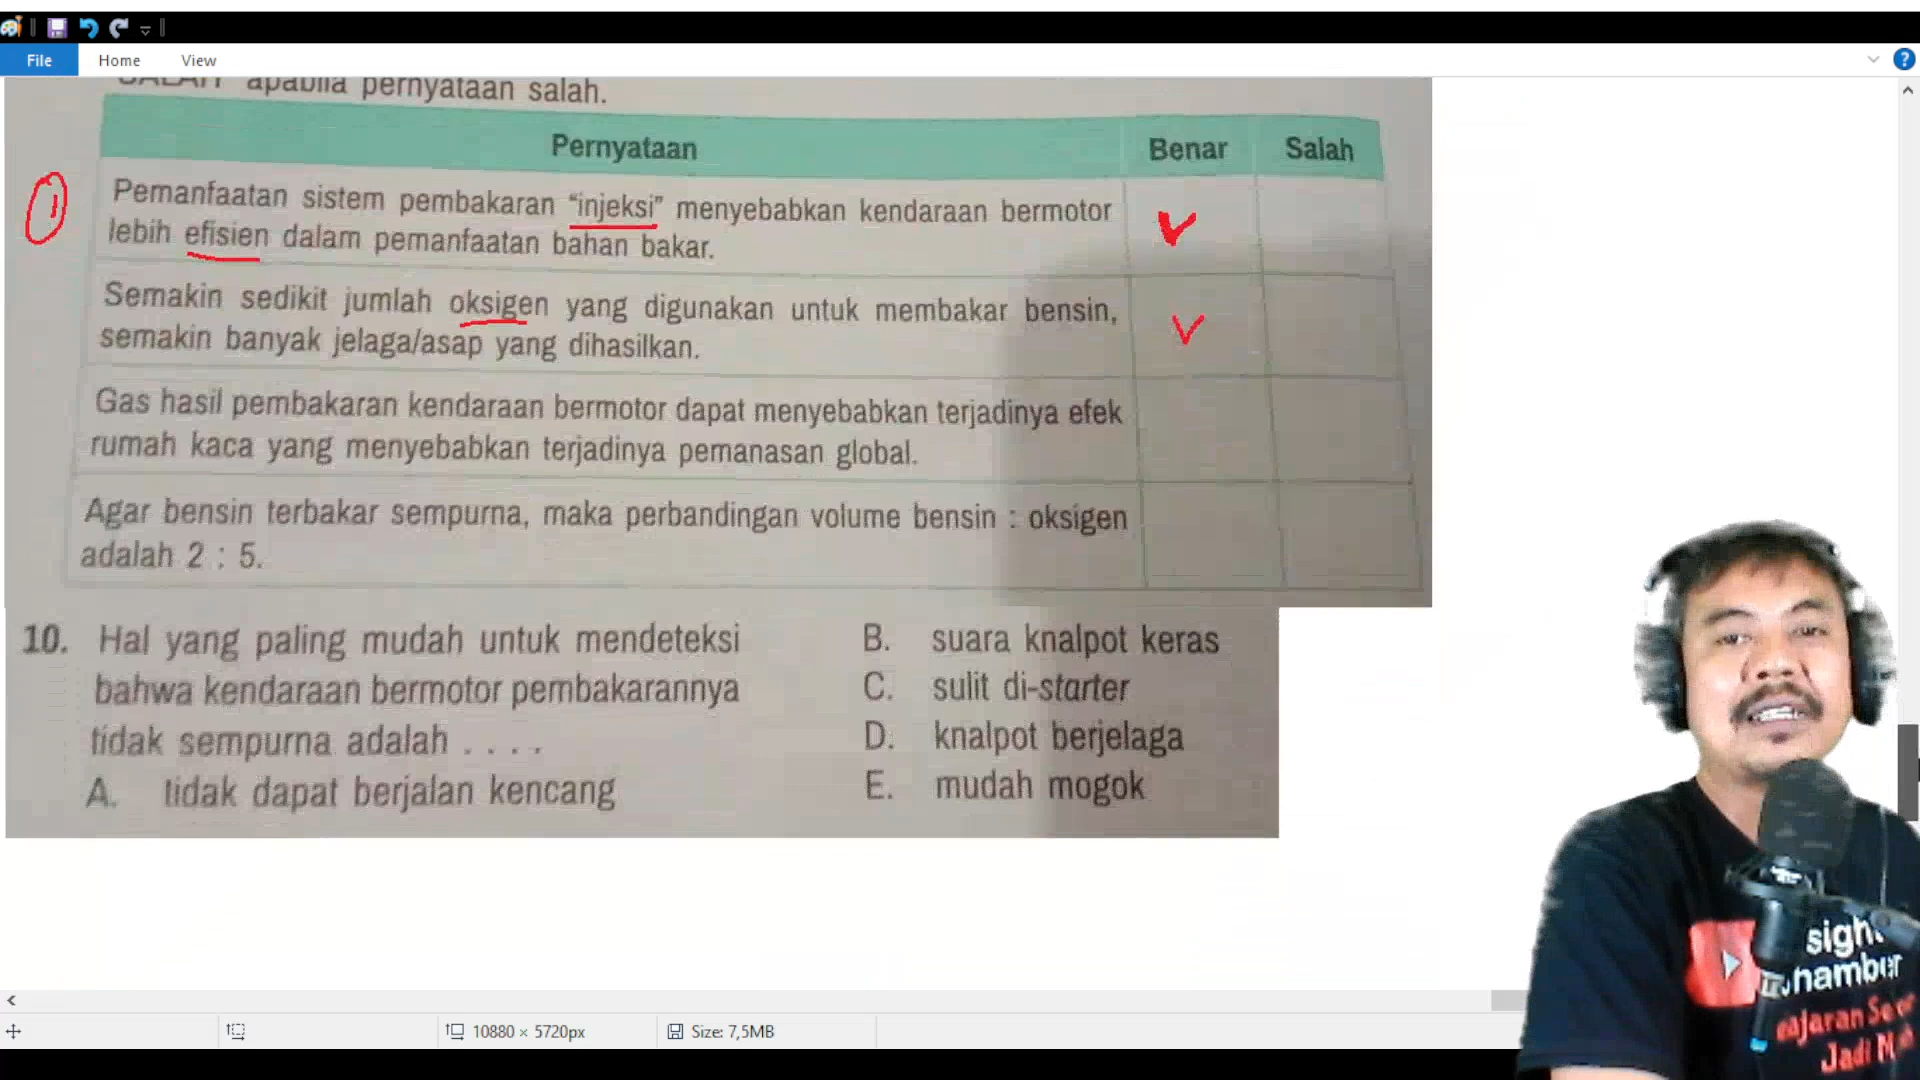 File
Home
View
SALAH apabila pernyataan salah.
Pernyataan
Benar
Salah
1
Pemanfaatan sistem pembakaran “injeksi” menyebabkan kendaraan bermotor
lebih efisien dalam pemanfaatan bahan bakar.
Semakin sedikit jumlah oksigen yang digunakan untuk membakar bensin,
semakin banyak jelaga/asap yang dihasilkan.
Gas hasil pembakaran kendaraan bermotor dapat menyebabkan terjadinya efek
rumah kaca yang menyebabkan terjadinya pemanasan global.
Agar bensin terbakar sempurna, maka perbandingan volume bensin : oksigen
adalah 2 : 5.
10. Hal yang paling mudah untuk mendeteksi
bahwa kendaraan bermotor pembakarannya
tidak sempurna adalah . . . .
A. tidak dapat berjalan kencang
B. suara knalpot keras
C. sulit di-starter
D. knalpot berjelaga
E. mudah mogok
10880 × 5720px
Size: 7,5MB
Jadi